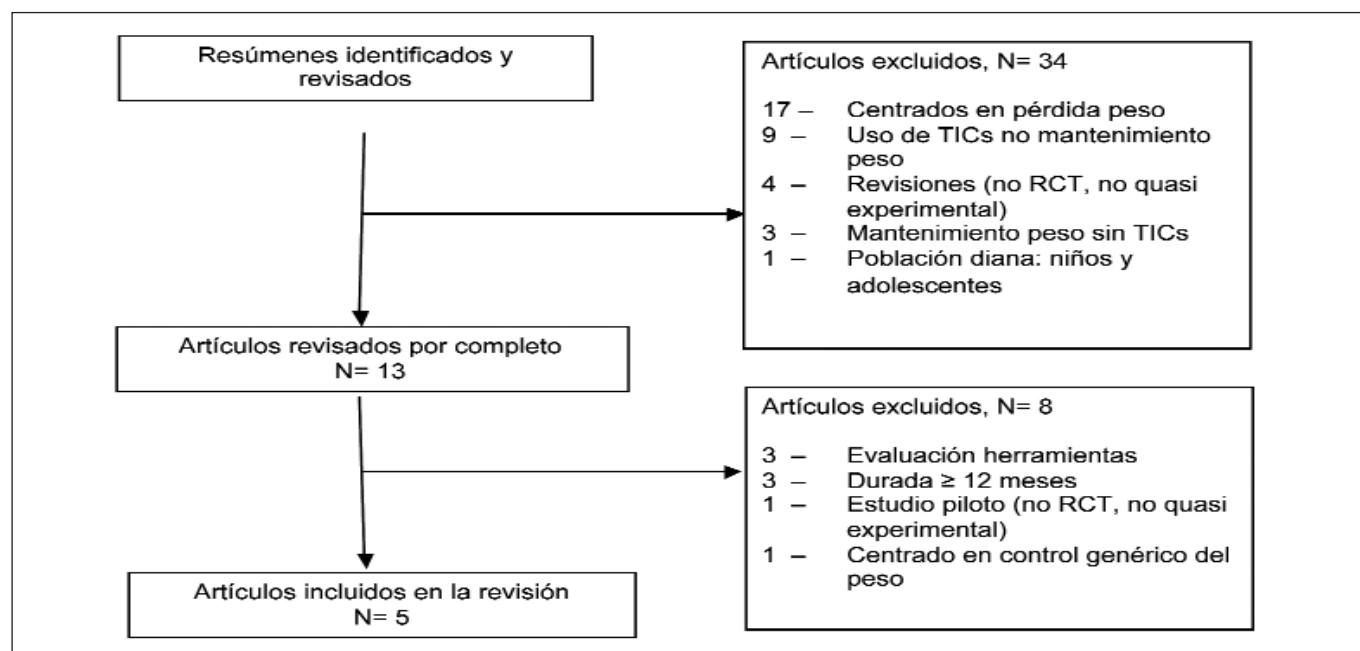 Resúmenes identificados y
revisados
Artículos excluidos, N= 34
17 – Centrados en pérdida peso
9 – Uso de TICs no mantenimiento
peso
4 – Revisiones (no RCT, no quasi
experimental)
3 – Mantenimiento peso sin TICs
1 – Población diana: niños y
adolescentes
Artículos revisados por completo
N= 13
Artículos excluidos, N= 8
3 – Evaluación herramientas
3 – Durada ≥ 12 meses
1 – Estudio piloto (no RCT, no quasi
experimental)
1 – Centrado en control genérico del
peso
Artículos incluidos en la revisión
N= 5